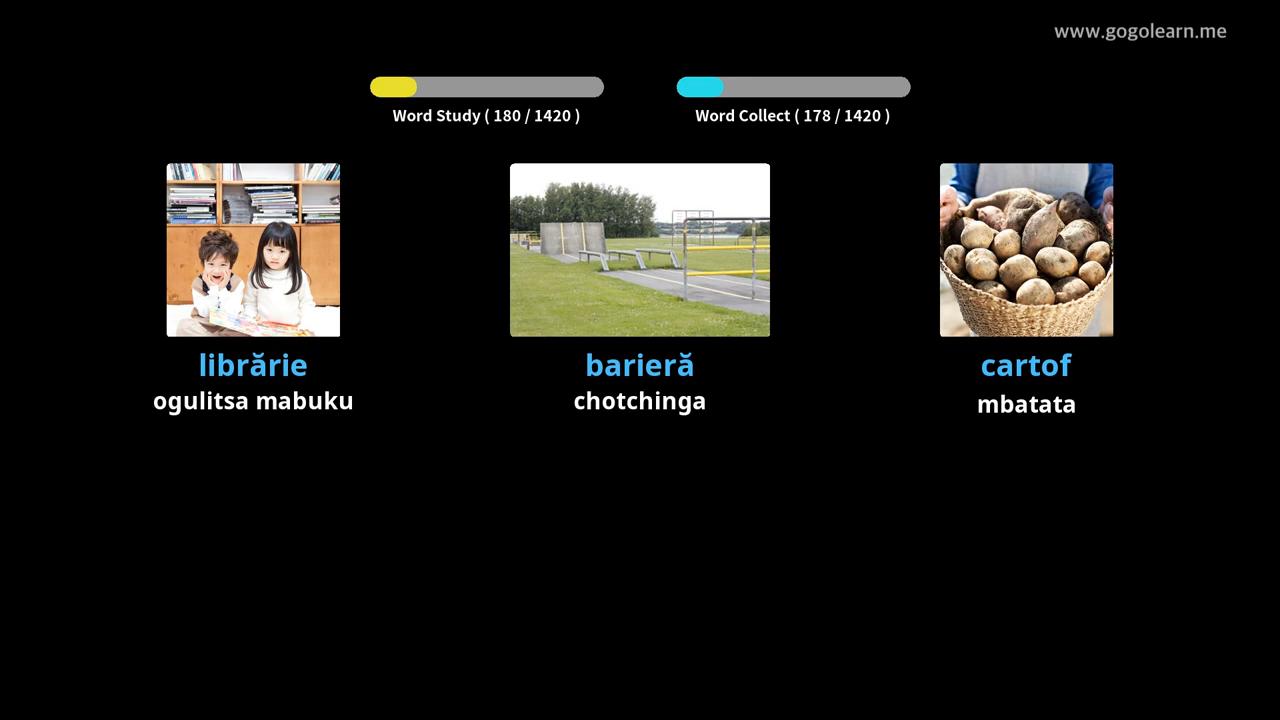 www.gogolearn.me
Word Study ( 180 / 1420 )
Word Collect ( 178 / 1420 )
librărie
ogulitsa mabuku
barieră
chotchinga
cartof
mbatata